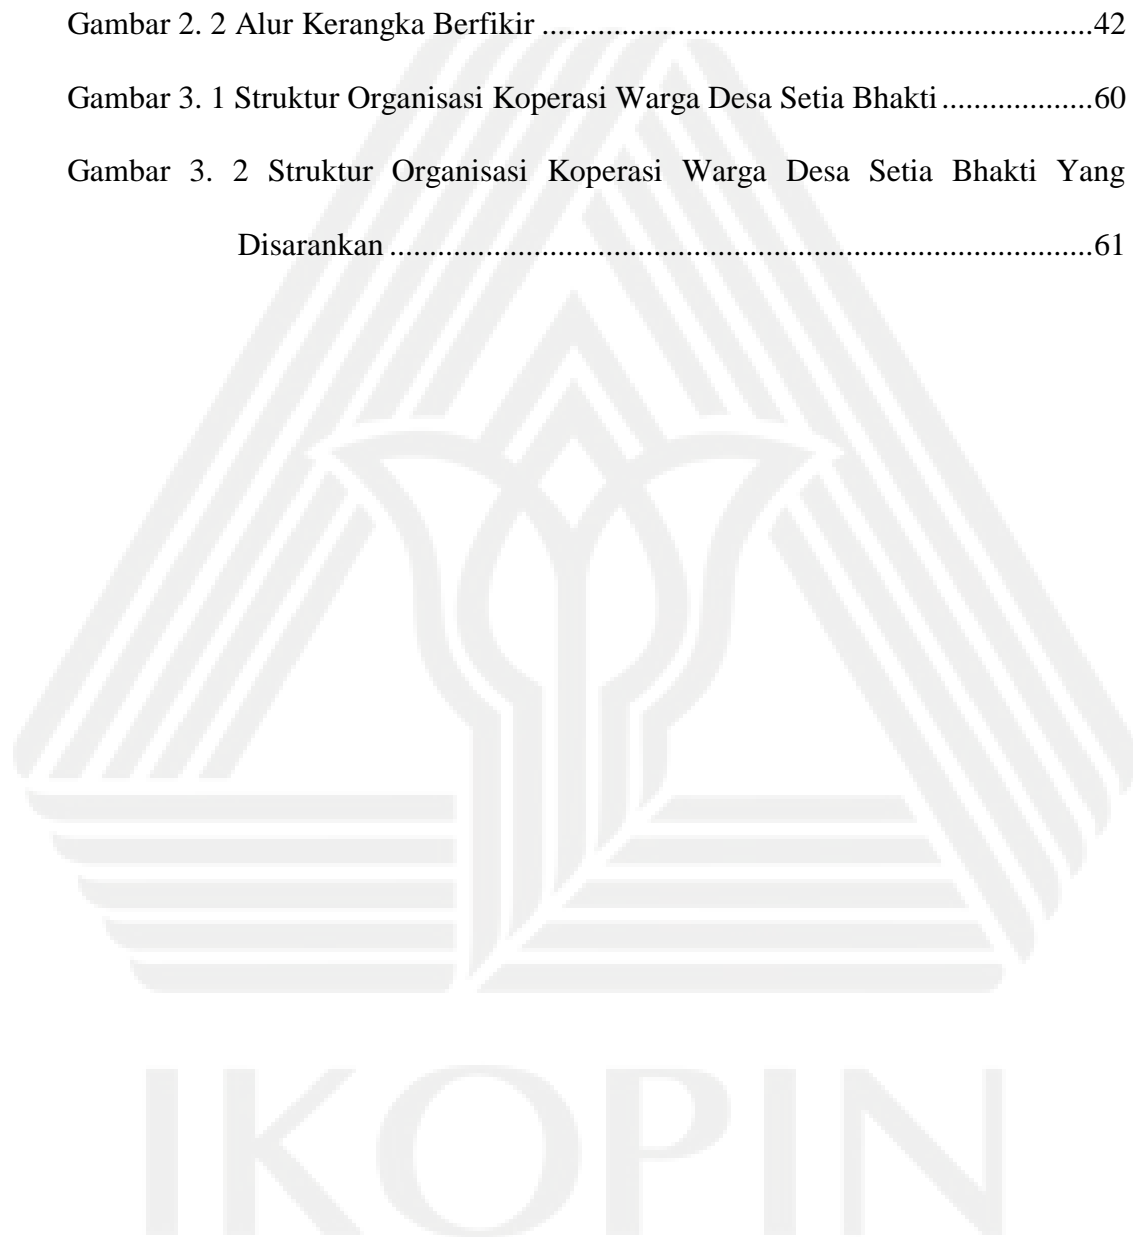 Gambar 2. 2 Alur Kerangka Berfikir ....................................................................42
Gambar 3. 1 Struktur Organisasi Koperasi Warga Desa Setia Bhakti ...................60
Gambar 3. 2 Struktur Organisasi Koperasi Warga Desa Setia Bhakti Yang
Disarankan .......................................................................................61
IKOPIN